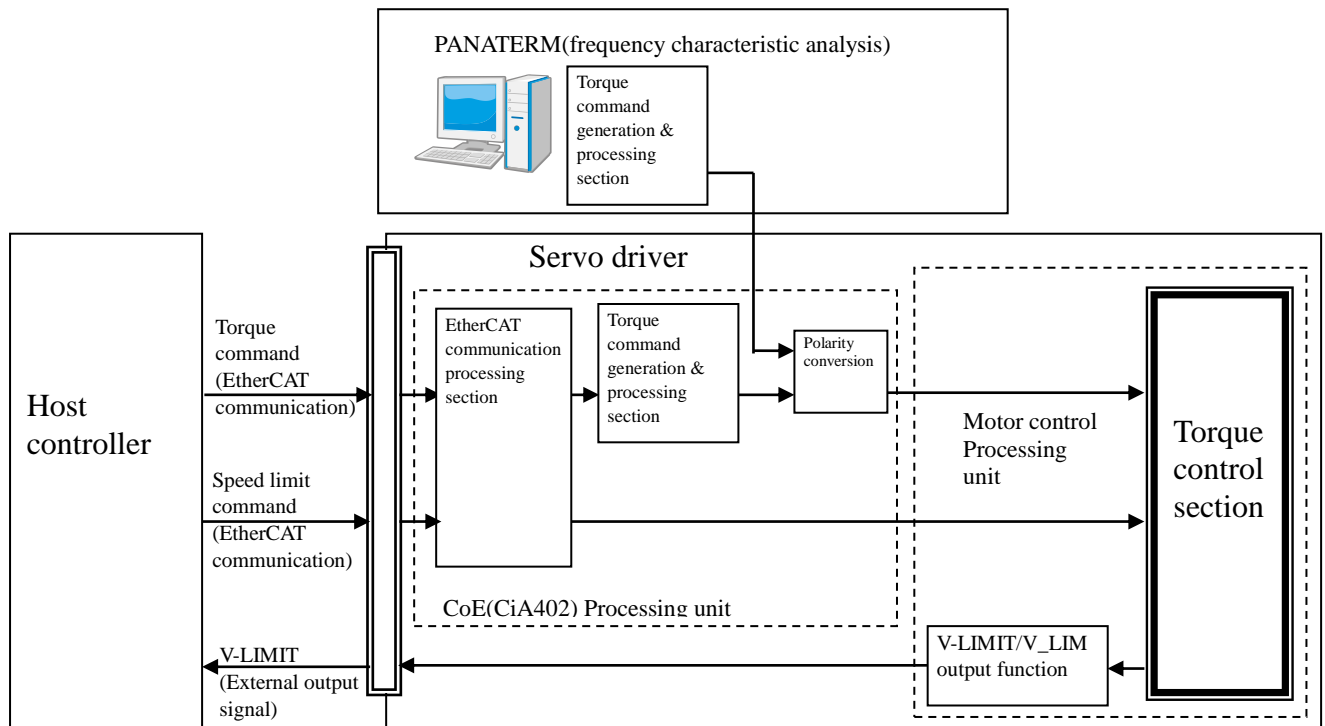 PANATERM(frequency characteristic analysis)
Torque
command
generation &
processing
section
Servo driver
Host
controller
Torque
command
(EtherCAT
communication)
Speed limit
command
(EtherCAT
communication)
V-LIMIT
(External output
signal)
EtherCAT
communication
processing
section
Torque
command
generation &
processing
section
Polarity
conversion
CoE(CiA402) Processing unit
Motor control
Processing
unit
Torque
control
section
V-LIMIT/V_LIM
output function